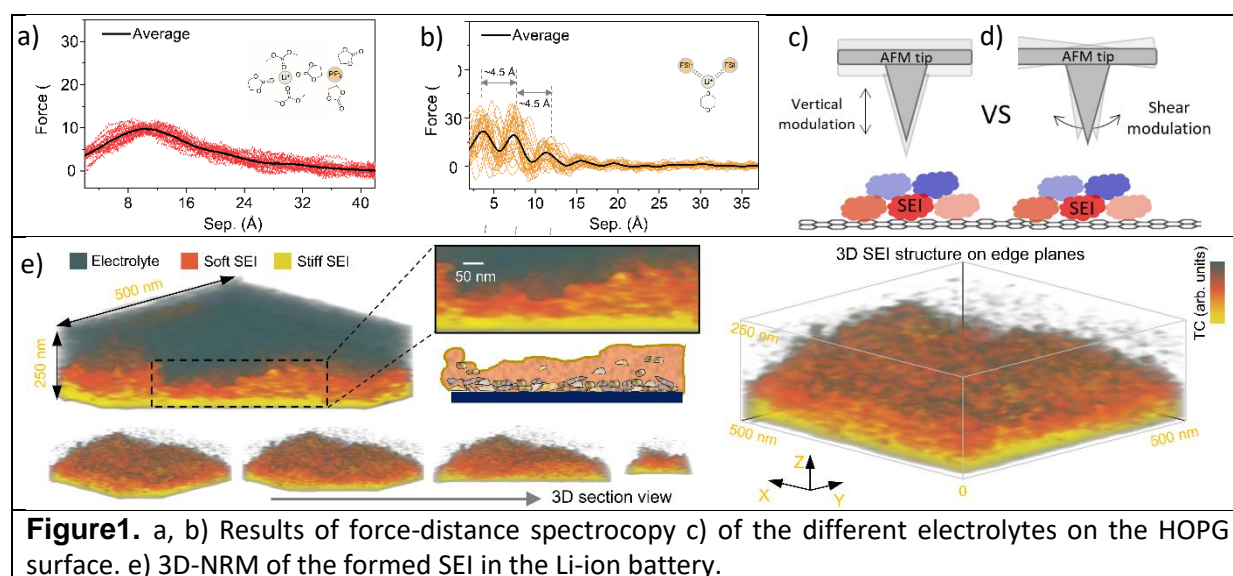 a)
Average
Force (
30
20
10
0
8 16 24 32 40
Sep. (Å)
Li⁺
PF₆
b)
Average
~4.5 Å
~4.5 Å
Force (
30
0
5 10 15 20 25 30 35
Sep. (Å)
FSI
FSI
Li⁺
c)
AFM tip
Vertical
modulation
SEI
VS
d)
AFM tip
Shear
modulation
SEI
e)
Electrolyte Soft SEI Stiff SEI
500 nm
250 nm
50 nm
3D section view
3D SEI structure on edge planes
TC (arb. units)
250 nm
500 nm
500 nm
0
Z
X
Y
Figure1. a, b) Results of force-distance spectrocopy c) of the different electrolytes on the HOPG
surface. e) 3D-NRM of the formed SEI in the Li-ion battery.